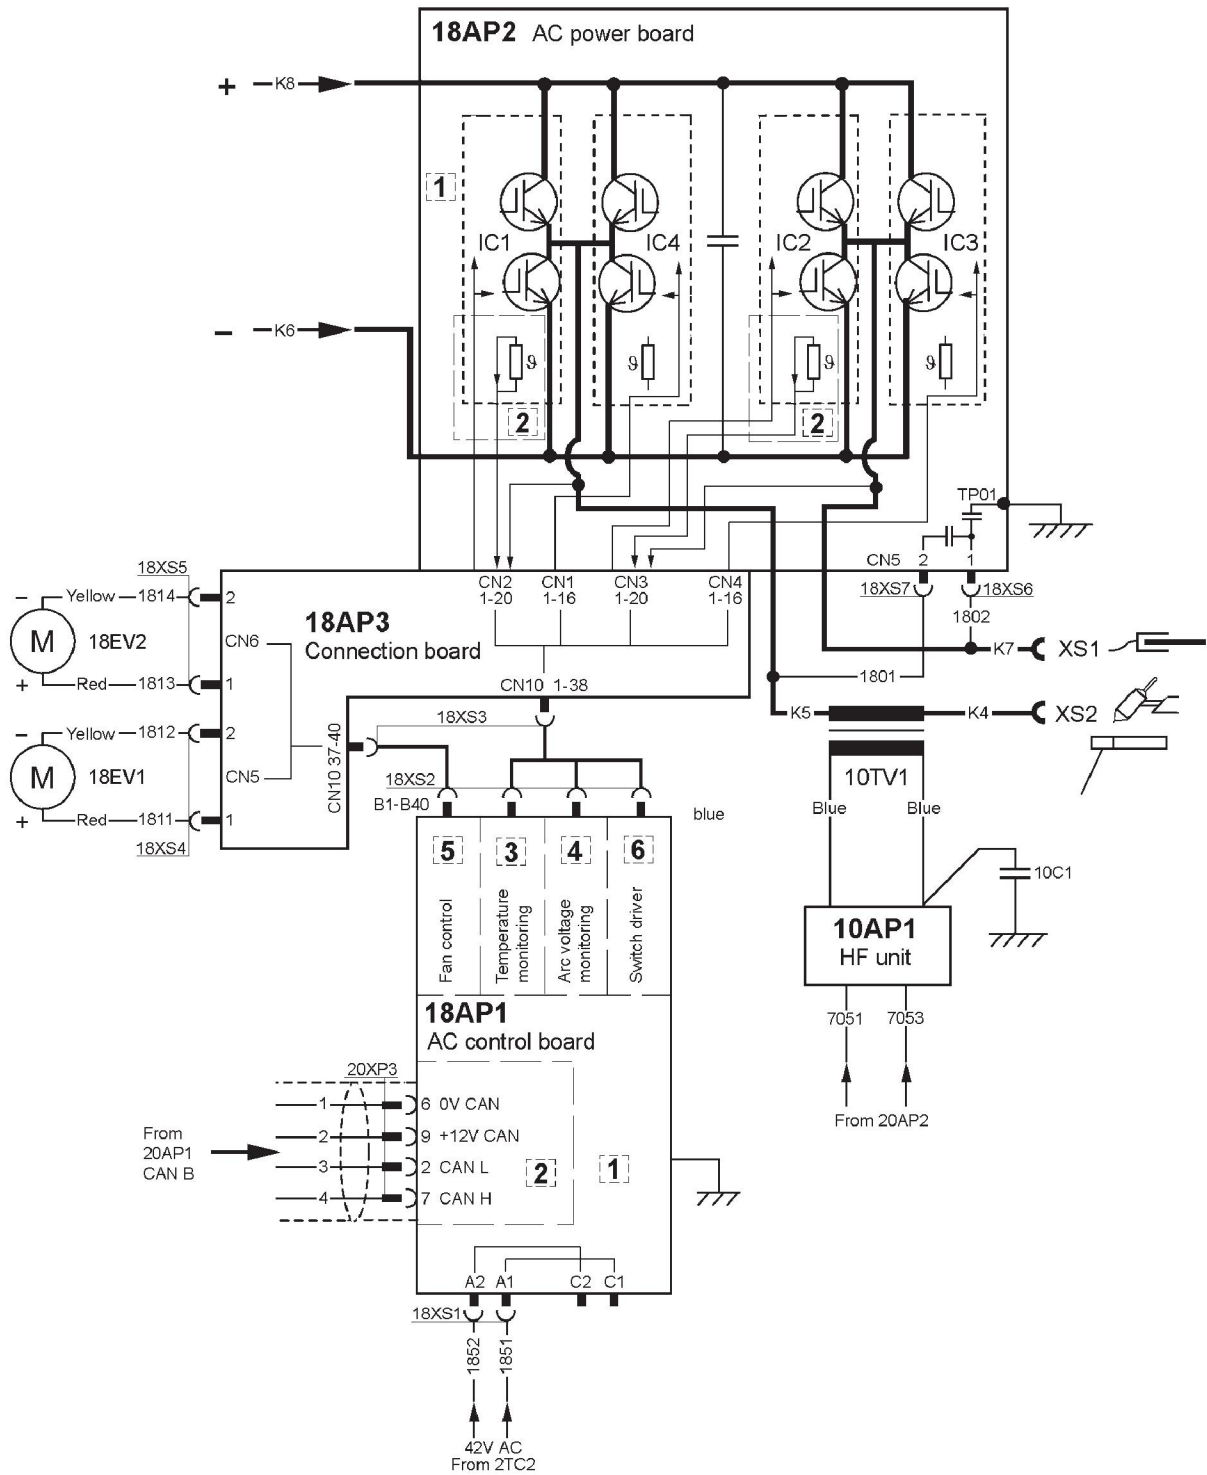 18AP2 AC power board
+ K8
1
IC1 IC4 IC2 IC3
- K6
ϑ ϑ ϑ ϑ
2 2
TP01
CN5 2 1
CN2 CN1 CN3 CN4
1-20 1-16 1-20 1-16
18XS7 18XS6
1802
18XS5
- Yellow 1814 2
M 18EV2
CN6
+ Red 1813 1
18AP3
Connection board
K7 XS1
1801
CN10 1-38
18XS3
K5 K4 XS2
- Yellow 1812 2
M 18EV1
CN5
CN10 37-40
+ Red 1811 1
18XS4
18XS2
B1-B40
blue
10TV1
Blue Blue
5 3 4 6
Fan control
Temperature
monitoring
Arc voltage
monitoring
Switch driver
10C1
10AP1
HF unit
7051 7053
From 20AP2
18AP1
AC control board
20XP3
1 6 0V CAN
2 9 +12V CAN
3 2 CAN L
4 7 CAN H
From
20AP1
CAN B
2 1
A2 A1 C2 C1
18XS1
1852 1851
42V AC
From 2TC2